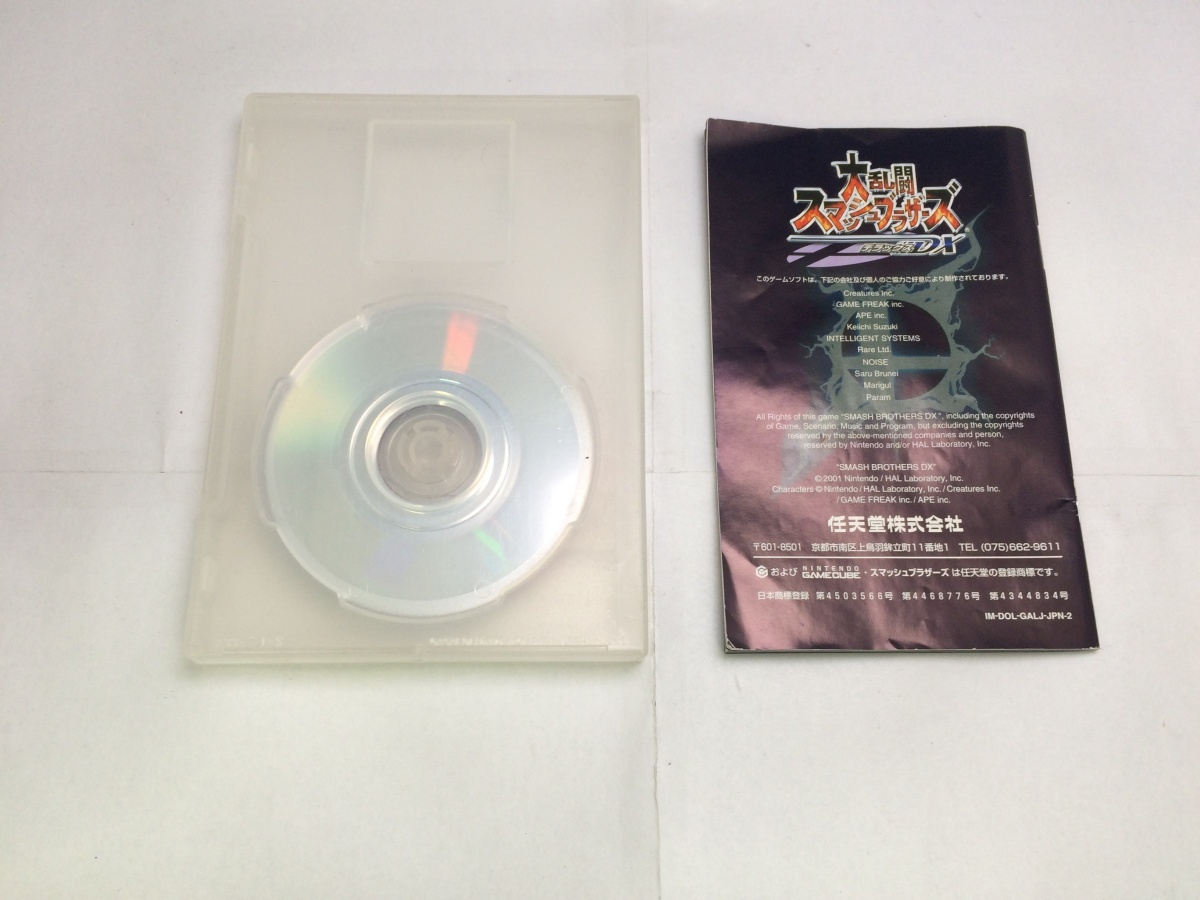 大乱闘
スマッシュブラザーズ
デラックスDX
このゲームソフトは、下記の会社及び個人のご協力ご好意により制作されております。
Creatures Inc.
GAME FREAK inc.
APE inc.
Keiichi Suzuki
INTELLIGENT SYSTEMS
Rare Ltd.
NOISE
Saru Brunei
Marigul
Param
All Rights of this game "SMASH BROTHERS DX", including the copyrights
of Game, Scenario, Music and Program, but excluding the copyrights
reserved by the above-mentioned companies and person,
reserved by Nintendo and/or HAL Laboratory, Inc.
"SMASH BROTHERS DX"
© 2001 Nintendo / HAL Laboratory, Inc.
Characters © Nintendo / HAL Laboratory, Inc. / Creatures Inc.
/ GAME FREAK inc. / APE inc.
任天堂株式会社
〒601-8501 京都市南区上鳥羽鉾立町11番地1 TEL (075)662-9611
および NINTENDO GAMECUBE・スマッシュブラザーズ は任天堂の登録商標です。
日本商標登録 第4503566号 第4468776号 第4344834号
IM-DOL-GALJ-JPN-2